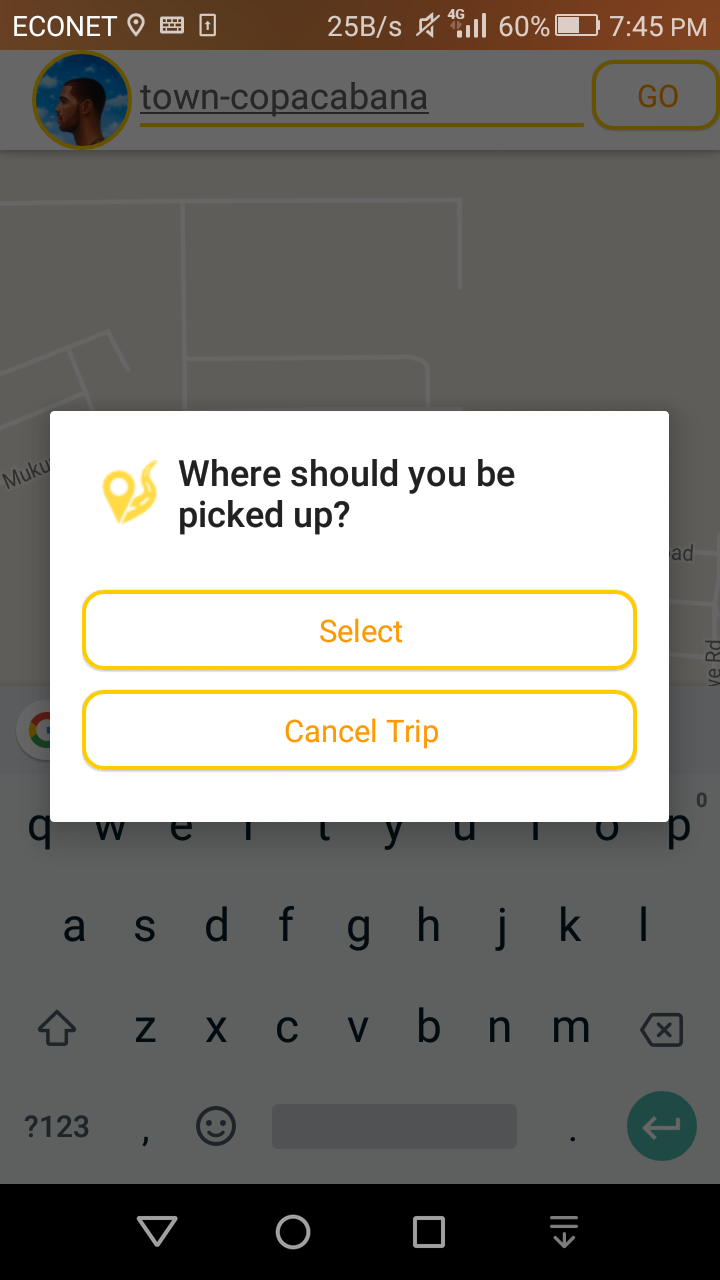 ECONET 25B/s 4G 60% 7:45 PM
town-copacabana GO
Muku
Where should you be
picked up?
ad
Select
ve Rd
Cancel Trip
0
q w e r t y u i o p
a s d f g h j k l
z x c v b n m
?123 , .